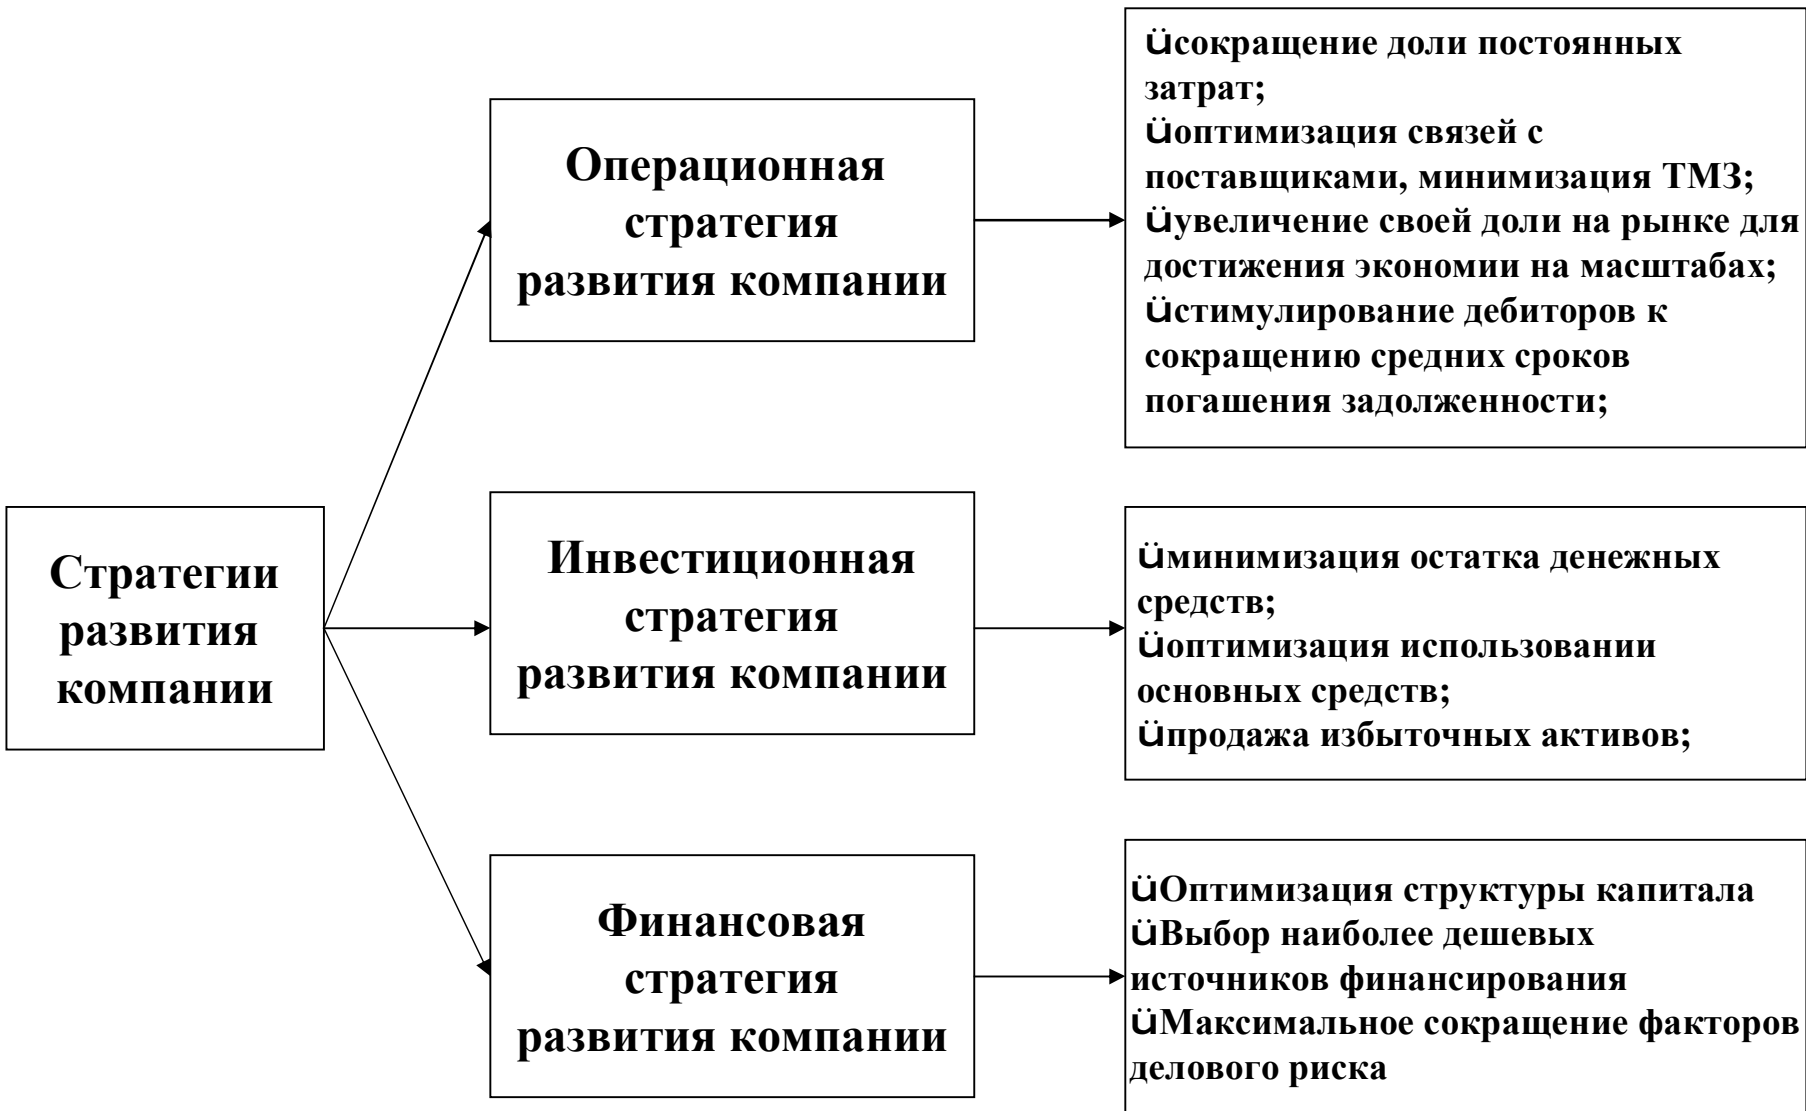 Стратегии
развития
компании
Операционная
стратегия
развития компании
üсокращение доли постоянных
затрат;
üоптимизация связей с
поставщиками, минимизация ТМЗ;
üувеличение своей доли на рынке для
достижения экономии на масштабах;
üстимулирование дебиторов к
сокращению средних сроков
погашения задолженности;
Инвестиционная
стратегия
развития компании
üминимизация остатка денежных
средств;
üоптимизация использовании
основных средств;
üпродажа избыточных активов;
Финансовая
стратегия
развития компании
üОптимизация структуры капитала
üВыбор наиболее дешевых
источников финансирования
üМаксимальное сокращение факторов
делового риска